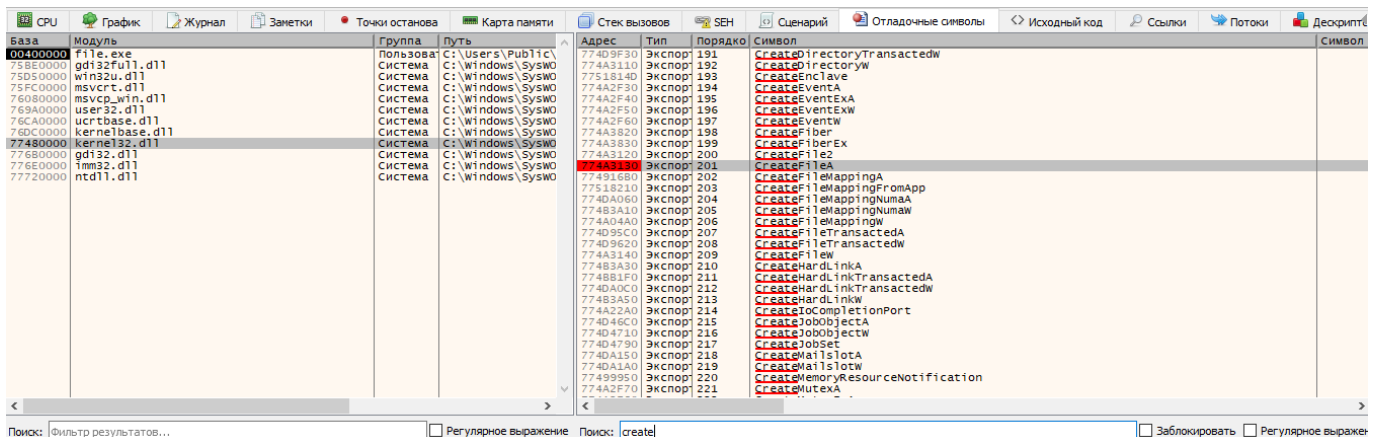 CPU График Журнал Заметки Точки останова Карта памяти Стек вызовов SEH Сценарий Отладочные символы Исходный код Ссылки Потоки Дескрипто
База Модуль Группа Путь Адрес Тип Порядко Символ Символ
00400000 file.exe Пользоват C:\Users\Public\ 774D9F30 Экспорт 191 CreateDirectoryTransactedW
75BE0000 gdi32full.dll Система C:\Windows\SysWO 774A3110 Экспорт 192 CreateDirectoryW
75D50000 win32u.dll Система C:\Windows\SysWO 7751814D Экспорт 193 CreateEnclave
75FC0000 msvcrt.dll Система C:\Windows\SysWO 774A2F30 Экспорт 194 CreateEventA
76080000 msvcp_win.dll Система C:\Windows\SysWO 774A2F40 Экспорт 195 CreateEventExA
769A0000 user32.dll Система C:\Windows\SysWO 774A2F50 Экспорт 196 CreateEventExW
76CA0000 ucrtbase.dll Система C:\Windows\SysWO 774A2F60 Экспорт 197 CreateEventW
76DC0000 kernelbase.dll Система C:\Windows\SysWO 774A3820 Экспорт 198 CreateFiber
77480000 kernel32.dll Система C:\Windows\SysWO 774A3830 Экспорт 199 CreateFiberEx
776B0000 gdi32.dll Система C:\Windows\SysWO 774A3120 Экспорт 200 CreateFile2
776E0000 imm32.dll Система C:\Windows\SysWO 774A3130 Экспорт 201 CreateFileA
77720000 ntdll.dll Система C:\Windows\SysWO 774916B0 Экспорт 202 CreateFileMappingA
77518210 Экспорт 203 CreateFileMappingFromApp
774DA060 Экспорт 204 CreateFileMappingNumaA
774B3A10 Экспорт 205 CreateFileMappingNumaW
774A04A0 Экспорт 206 CreateFileMappingW
774D95C0 Экспорт 207 CreateFileTransactedA
774D9620 Экспорт 208 CreateFileTransactedW
774A3140 Экспорт 209 CreateFileW
774B3A30 Экспорт 210 CreateHardLinkA
774BB1F0 Экспорт 211 CreateHardLinkTransactedA
774DA0C0 Экспорт 212 CreateHardLinkTransactedW
774B3A50 Экспорт 213 CreateHardLinkW
774A22A0 Экспорт 214 CreateIoCompletionPort
774D46C0 Экспорт 215 CreateJobObjectA
774D4710 Экспорт 216 CreateJobObjectW
774D4790 Экспорт 217 CreateJobSet
774DA150 Экспорт 218 CreateMailslotA
774DA1A0 Экспорт 219 CreateMailslotW
77499950 Экспорт 220 CreateMemoryResourceNotification
774A2F70 Экспорт 221 CreateMutexA
Поиск: Фильтр результатов... Регулярное выражение Поиск: create Заблокировать Регулярное выражен